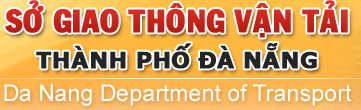 SỞ GIAO THÔNG VẬN TẢI
THÀNH PHỐ ĐÀ NẴNG
Da Nang Department of Transport